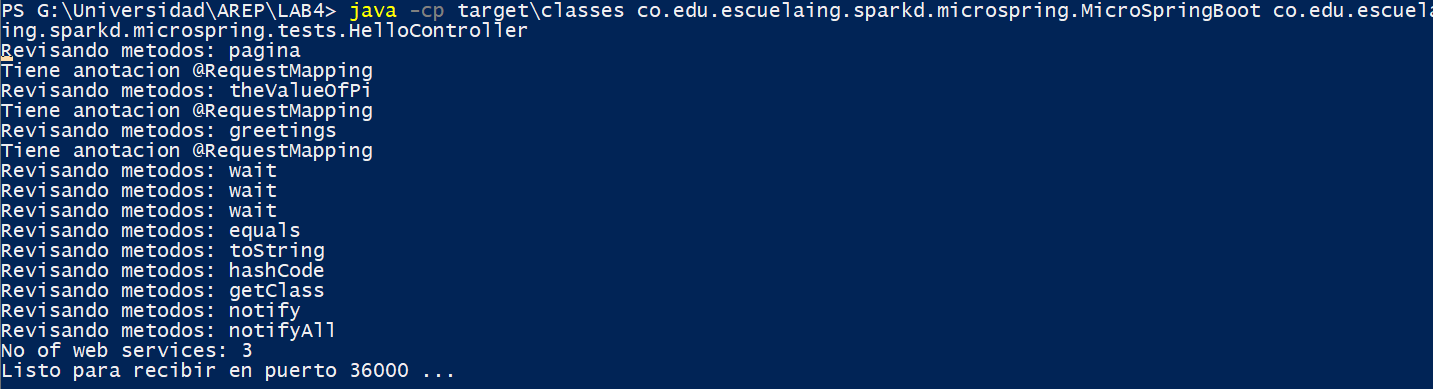 PS G:\Universidad\AREP\LAB4> java -cp target\classes co.edu.escuelaing.sparkd.microspring.MicroSpringBoot co.edu.escuela
ing.sparkd.microspring.tests.HelloController
Revisando metodos: pagina
Tiene anotacion @RequestMapping
Revisando metodos: theValueOfPi
Tiene anotacion @RequestMapping
Revisando metodos: greetings
Tiene anotacion @RequestMapping
Revisando metodos: wait
Revisando metodos: wait
Revisando metodos: wait
Revisando metodos: equals
Revisando metodos: toString
Revisando metodos: hashCode
Revisando metodos: getClass
Revisando metodos: notify
Revisando metodos: notifyAll
No of web services: 3
Listo para recibir en puerto 36000 ...